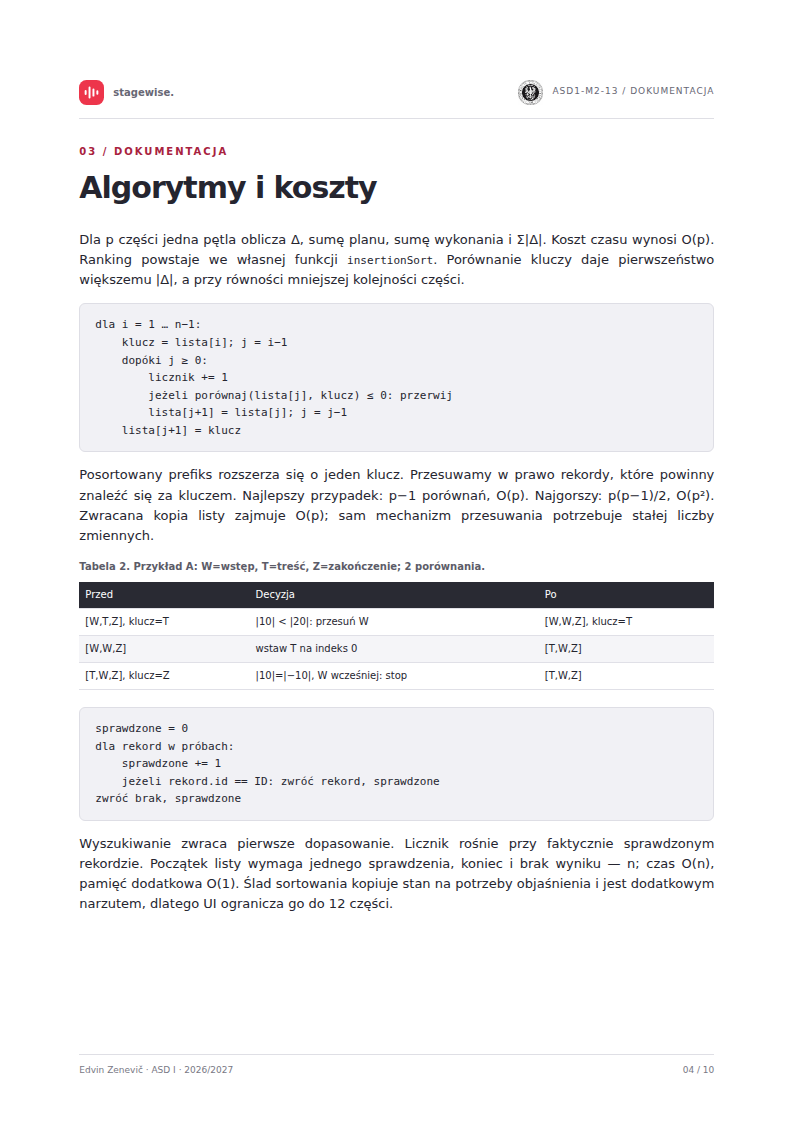 stagewise.
ASD1-M2-13 / DOKUMENTACJA
03 / DOKUMENTACJA
Algorytmy i koszty
Dla p części jedna pętla oblicza Δ, sumę planu, sumę wykonania i Σ|Δ|. Koszt czasu wynosi O(p).
Ranking powstaje we własnej funkcji insertionSort. Porównanie kluczy daje pierwszeństwo
większemu |Δ|, a przy równości mniejszej kolejności części.
dla i = 1 … n−1:
    klucz = lista[i]; j = i−1
    dopóki j ≥ 0:
        licznik += 1
        jeżeli porównaj(lista[j], klucz) ≤ 0: przerwij
        lista[j+1] = lista[j]; j = j−1
    lista[j+1] = klucz
Posortowany prefiks rozszerza się o jeden klucz. Przesuwamy w prawo rekordy, które powinny
znaleźć się za kluczem. Najlepszy przypadek: p−1 porównań, O(p). Najgorszy: p(p−1)/2, O(p²).
Zwracana kopia listy zajmuje O(p); sam mechanizm przesuwania potrzebuje stałej liczby
zmiennych.
Tabela 2. Przykład A: W=wstęp, T=treść, Z=zakończenie; 2 porównania.
Przed Decyzja Po
[W,T,Z], klucz=T |10| < |20|: przesuń W [W,W,Z], klucz=T
[W,W,Z] wstaw T na indeks 0 [T,W,Z]
[T,W,Z], klucz=Z |10|=|−10|, W wcześniej: stop [T,W,Z]
sprawdzone = 0
dla rekord w próbach:
    sprawdzone += 1
    jeżeli rekord.id == ID: zwróć rekord, sprawdzone
zwróć brak, sprawdzone
Wyszukiwanie zwraca pierwsze dopasowanie. Licznik rośnie przy faktycznie sprawdzonym
rekordzie. Początek listy wymaga jednego sprawdzenia, koniec i brak wyniku — n; czas O(n),
pamięć dodatkowa O(1). Ślad sortowania kopiuje stan na potrzeby objaśnienia i jest dodatkowym
narzutem, dlatego UI ogranicza go do 12 części.
Edvin Zenevič · ASD I · 2026/2027
04 / 10